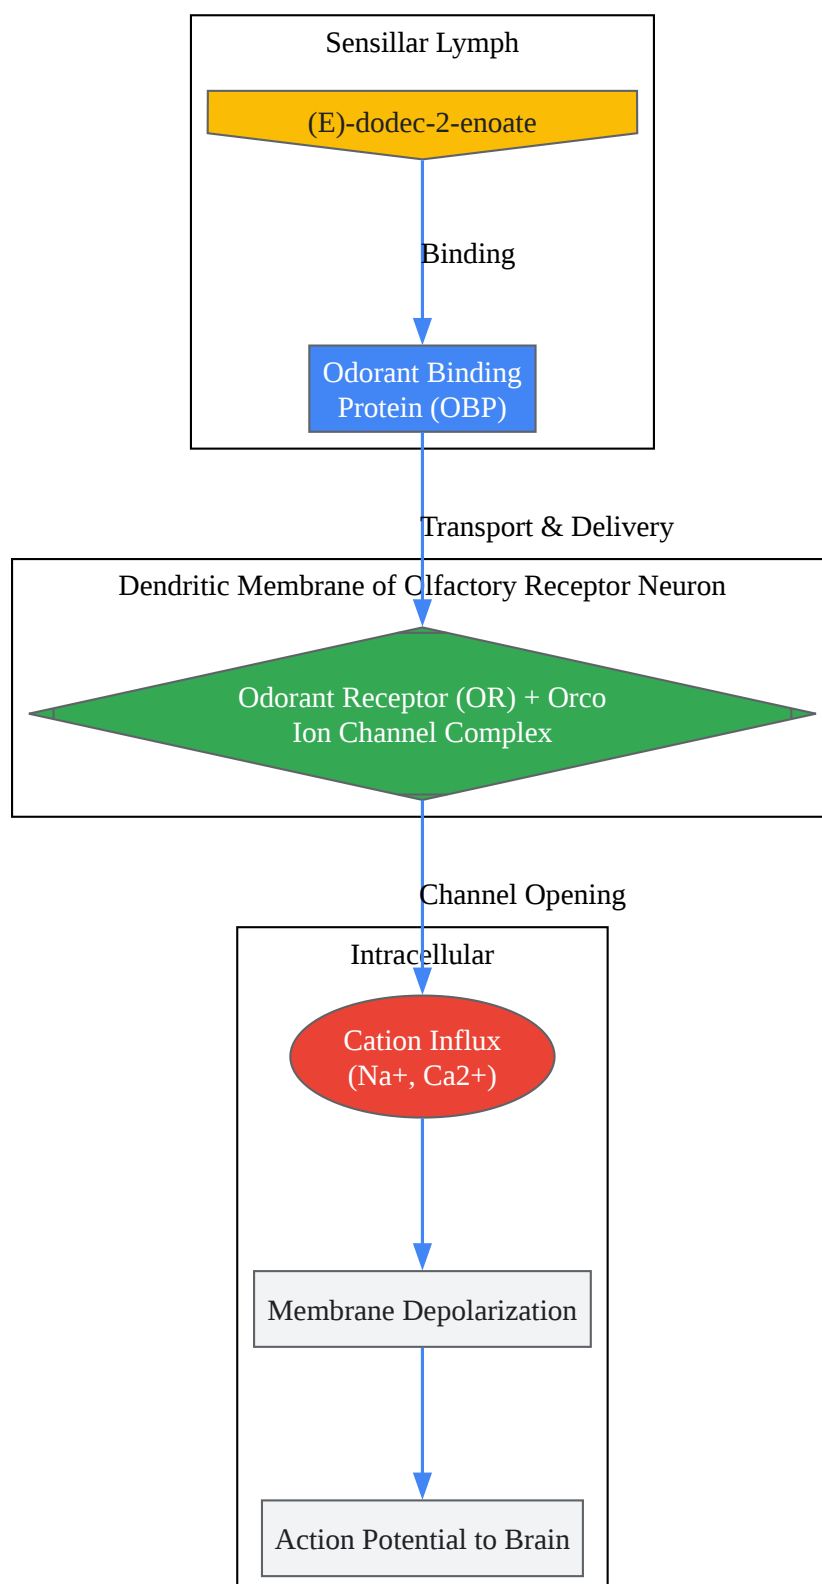 Sensillar Lymph
(E)-dodec-2-enoate
Binding
Odorant Binding
Protein (OBP)
Transport & Delivery
Dendritic Membrane of Olfactory Receptor Neuron
Odorant Receptor (OR) + Orco
Ion Channel Complex
Channel Opening
Intracellular
Cation Influx
(Na+, Ca2+)
Membrane Depolarization
Action Potential to Brain